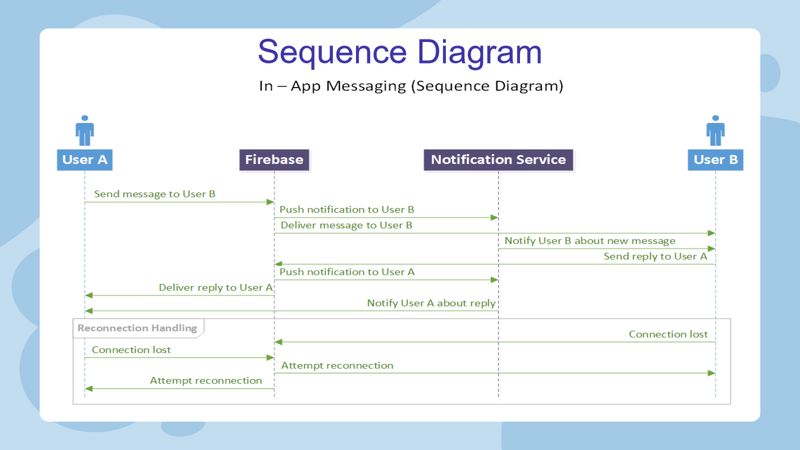 Sequence Diagram
In – App Messaging (Sequence Diagram)
User A
Firebase
Notification Service
User B
Send message to User B
Push notification to User B
Deliver message to User B
Notify User B about new message
Send reply to User A
Push notification to User A
Deliver reply to User A
Notify User A about reply
Reconnection Handling
Connection lost
Connection lost
Attempt reconnection
Attempt reconnection